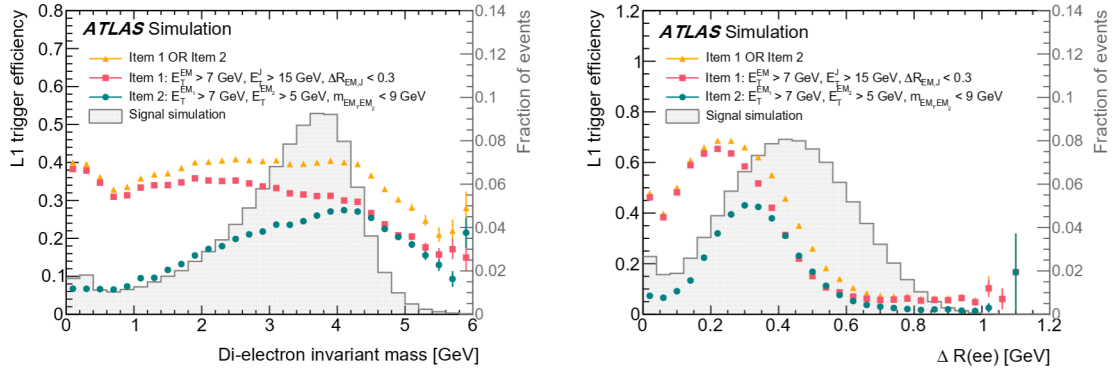 ATLAS Simulation
Item 1 OR Item 2
Item 1: E_T^EM > 7 GeV, E_T^J > 15 GeV, ΔR_EM,J < 0.3
Item 2: E_T^EM₁ > 7 GeV, E_T^EM₂ > 5 GeV, m_EM₁,EM₂ < 9 GeV
Signal simulation
L1 trigger efficiency
0.8
0.7
0.6
0.5
0.4
0.3
0.2
0.1
0
0.14
0.12
0.1
0.08
0.06
0.04
0.02
0
Fraction of events
0 1 2 3 4 5 6
Di-electron invariant mass [GeV]
ATLAS Simulation
Item 1 OR Item 2
Item 1: E_T^EM > 7 GeV, E_T^J > 15 GeV, ΔR_EM,J < 0.3
Item 2: E_T^EM₁ > 7 GeV, E_T^EM₂ > 5 GeV, m_EM₁,EM₂ < 9 GeV
Signal simulation
L1 trigger efficiency
1.2
1.0
0.8
0.6
0.4
0.2
0.0
0.14
0.12
0.1
0.08
0.06
0.04
0.02
0
Fraction of events
0 0.2 0.4 0.6 0.8 1 1.2
Δ R(ee) [GeV]